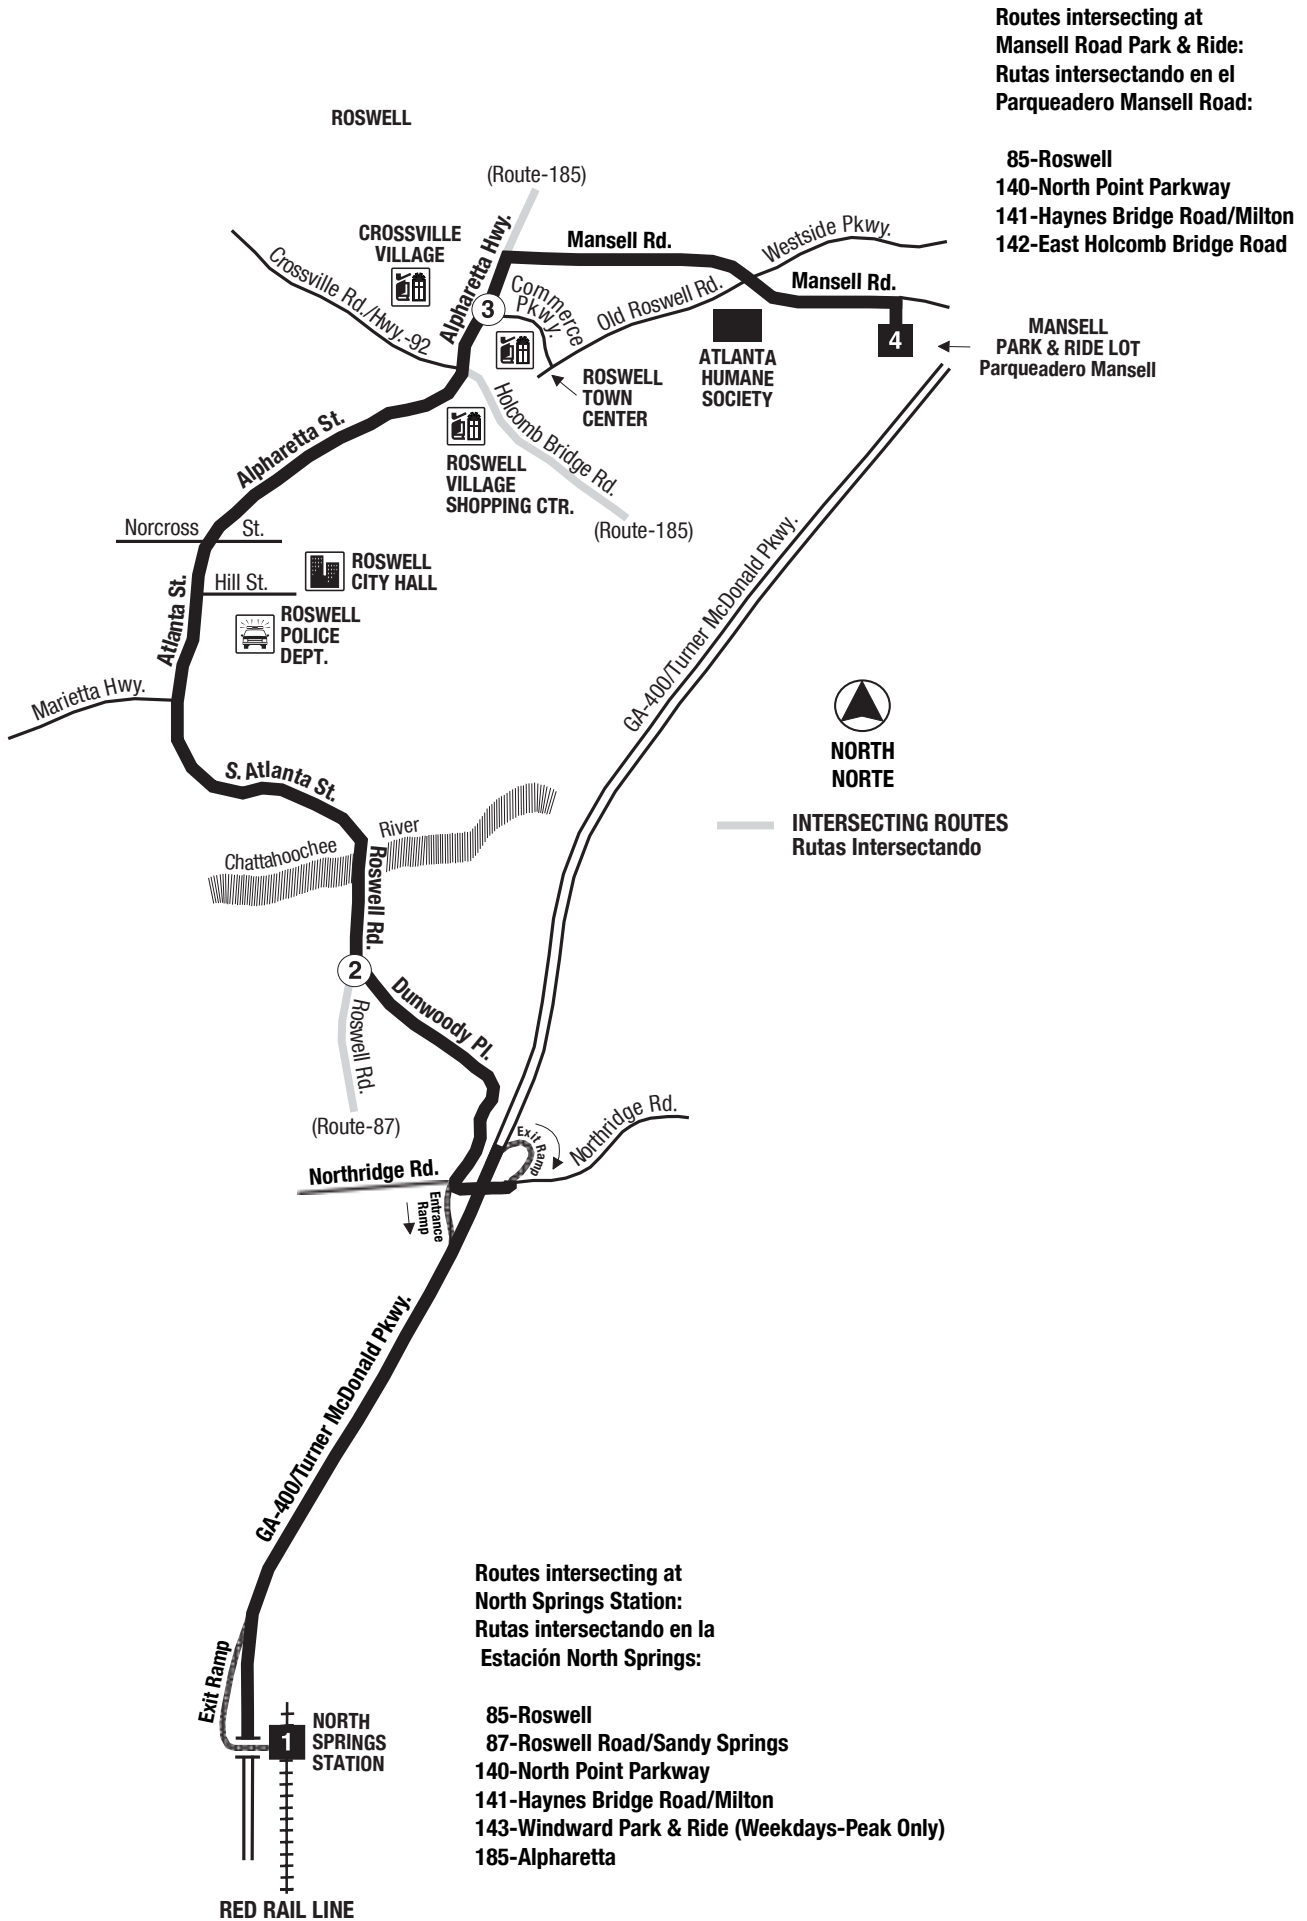 Routes intersecting at
Mansell Road Park & Ride:
Rutas intersectando en el
Parqueadero Mansell Road:
85-Roswell
140-North Point Parkway
141-Haynes Bridge Road/Milton
142-East Holcomb Bridge Road
ROSWELL
(Route-185)
CROSSVILLE
VILLAGE
Alpharetta Hwy.
Mansell Rd.
Westside Pkwy.
Crossville Rd./Hwy.-92
Commerce
Pkwy.
Old Roswell Rd.
Mansell Rd.
3
4
MANSELL
PARK & RIDE LOT
Parqueadero Mansell
ATLANTA
HUMANE
SOCIETY
ROSWELL
TOWN
CENTER
Holcomb Bridge Rd.
Alpharetta St.
ROSWELL
VILLAGE
SHOPPING CTR.
(Route-185)
Norcross St.
ROSWELL
CITY HALL
Hill St.
Atlanta St.
ROSWELL
POLICE
DEPT.
GA-400/Turner McDonald Pkwy.
Marietta Hwy.
NORTH
NORTE
S. Atlanta St.
INTERSECTING ROUTES
Rutas Intersectando
Chattahoochee River
Roswell Rd.
2
Dunwoody Pl.
Roswell Rd.
(Route-87)
Northridge Rd.
Exit Ramp
Northridge Rd.
Entrance
Ramp
GA-400/Turner McDonald Pkwy.
Routes intersecting at
North Springs Station:
Rutas intersectando en la
Estación North Springs:
85-Roswell
87-Roswell Road/Sandy Springs
140-North Point Parkway
141-Haynes Bridge Road/Milton
143-Windward Park & Ride (Weekdays-Peak Only)
185-Alpharetta
Exit Ramp
1
NORTH
SPRINGS
STATION
RED RAIL LINE